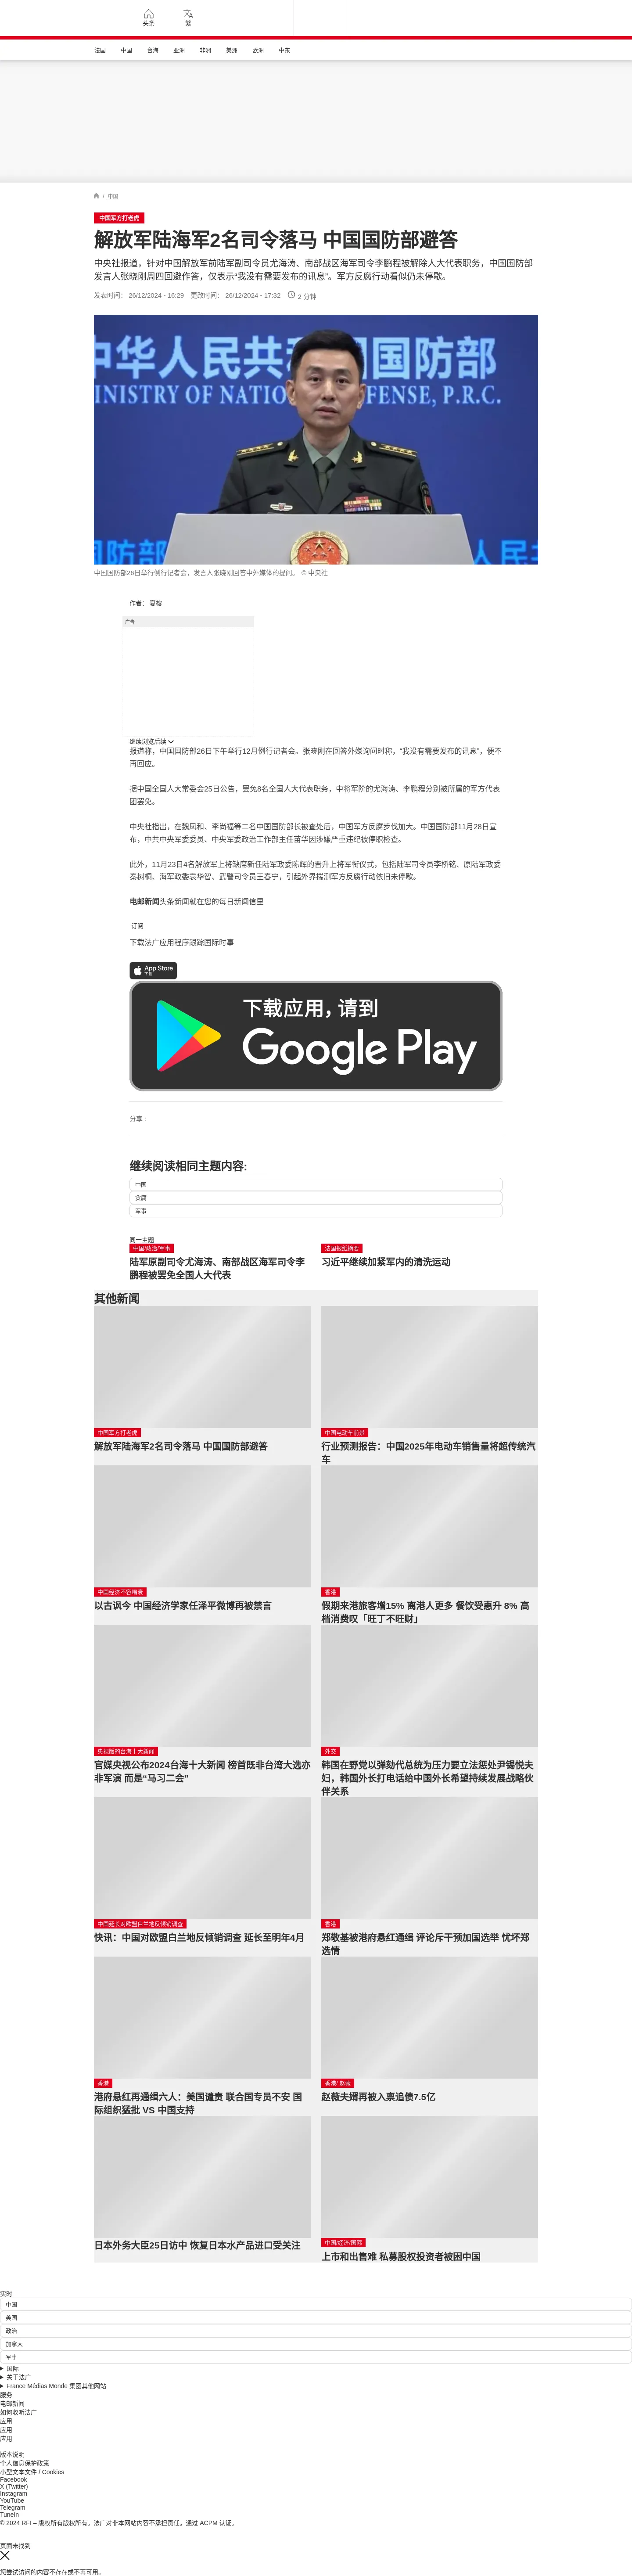 头条
繁
法国
中国
台海
亚洲
非洲
美洲
欧洲
中东
/ 中国
中国军方打老虎
解放军陆海军2名司令落马 中国国防部避答
中央社报道，针对中国解放军前陆军副司令员尤海涛、南部战区海军司令李鹏程被解除人大代表职务，中国国防部
发言人张晓刚周四回避作答，仅表示“我没有需要发布的讯息”。军方反腐行动看似仍未停歇。
发表时间： 26/12/2024 - 16:29 更改时间： 26/12/2024 - 17:32 2 分钟
中华人民共和国国防部
MINISTRY OF NATIONAL DEFENSE, P.R.C.
国防部
人民共
中国国防部26日举行例行记者会，发言人张晓刚回答中外媒体的提问。 © 中央社
作者： 夏榕
广告
继续浏览后续
报道称，中国国防部26日下午举行12月例行记者会。张晓刚在回答外媒询问时称，“我没有需要发布的讯息”，便不
再回应。
据中国全国人大常委会25日公告，罢免8名全国人大代表职务，中将军阶的尤海涛、李鹏程分别被所属的军方代表
团罢免。
中央社指出，在魏凤和、李尚福等二名中国国防部长被查处后，中国军方反腐步伐加大。中国国防部11月28日宣
布，中共中央军委委员、中央军委政治工作部主任苗华因涉嫌严重违纪被停职检查。
此外，11月23日4名解放军上将缺席新任陆军政委陈辉的晋升上将军衔仪式，包括陆军司令员李桥铭、原陆军政委
秦树桐、海军政委袁华智、武警司令员王春宁，引起外界揣测军方反腐行动依旧未停歇。
电邮新闻头条新闻就在您的每日新闻信里
订阅
下载法广应用程序跟踪国际时事
App Store
下载
下载应用，请到
Google Play
分享 :
继续阅读相同主题内容:
中国
贪腐
军事
同一主题
中国/政治/军事
陆军原副司令尤海涛、南部战区海军司令李
鹏程被罢免全国人大代表
法国报纸摘要
习近平继续加紧军内的清洗运动
其他新闻
中国军方打老虎
解放军陆海军2名司令落马 中国国防部避答
中国电动车前景
行业预测报告：中国2025年电动车销售量将超传统汽
车
中国经济不容唱衰
以古讽今 中国经济学家任泽平微博再被禁言
香港
假期来港旅客增15% 离港人更多 餐饮受惠升 8% 高
档消费叹「旺丁不旺财」
央视版的台海十大新闻
官媒央视公布2024台海十大新闻 榜首既非台湾大选亦
非军演 而是“马习二会”
外交
韩国在野党以弹劾代总统为压力要立法惩处尹锡悦夫
妇，韩国外长打电话给中国外长希望持续发展战略伙
伴关系
中国延长对欧盟白兰地反倾销调查
快讯：中国对欧盟白兰地反倾销调查 延长至明年4月
香港
郑敬基被港府悬红通缉 评论斥干预加国选举 忧坏郑
选情
香港
港府悬红再通缉六人：美国谴责 联合国专员不安 国
际组织猛批 VS 中国支持
香港/ 赵薇
赵薇夫婿再被入禀追债7.5亿
日本外务大臣25日访中 恢复日本水产品进口受关注
中国/经济/国际
上市和出售难 私募股权投资者被困中国
实时
中国
美国
政治
加拿大
军事
国际
关于法广
France Médias Monde 集团其他网站
服务
电邮新闻
如何收听法广
应用
应用
应用
版本说明
个人信息保护政策
小型文本文件 / Cookies
Facebook
X (Twitter)
Instagram
YouTube
Telegram
TuneIn
© 2024 RFI – 版权所有版权所有。法广对非本网站内容不承担责任。通过 ACPM 认证。
页面未找到
您尝试访问的内容不存在或不再可用。